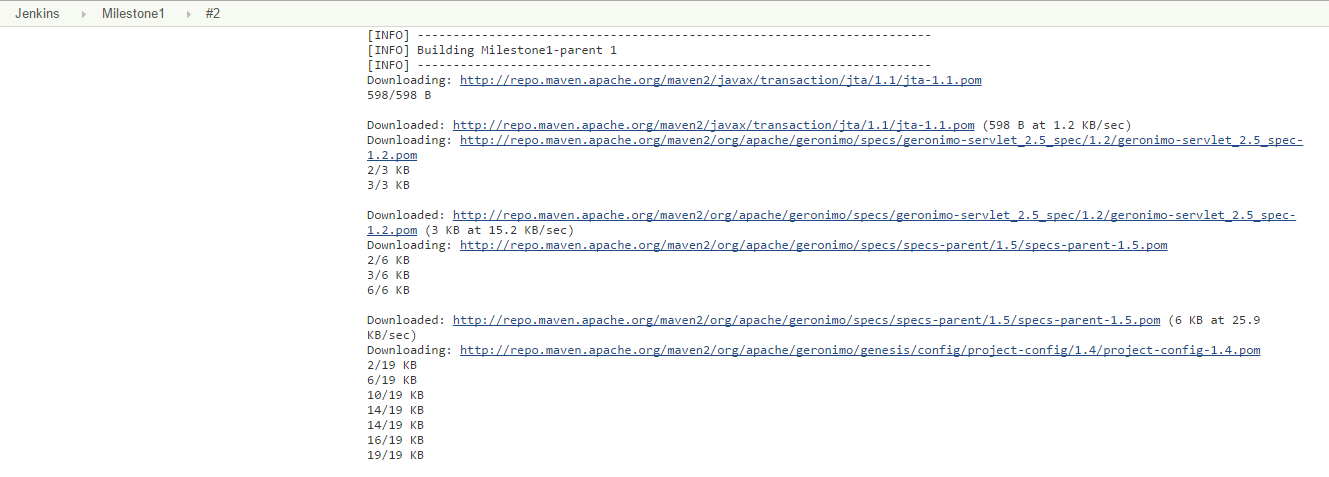 Jenkins Milestone1 #2
[INFO] ------------------------------------------------------------------------
[INFO] Building Milestone1-parent 1
[INFO] ------------------------------------------------------------------------
Downloading: http://repo.maven.apache.org/maven2/javax/transaction/jta/1.1/jta-1.1.pom
598/598 B
Downloaded: http://repo.maven.apache.org/maven2/javax/transaction/jta/1.1/jta-1.1.pom (598 B at 1.2 KB/sec)
Downloading: http://repo.maven.apache.org/maven2/org/apache/geronimo/specs/geronimo-servlet_2.5_spec/1.2/geronimo-servlet_2.5_spec-
1.2.pom
2/3 KB
3/3 KB
Downloaded: http://repo.maven.apache.org/maven2/org/apache/geronimo/specs/geronimo-servlet_2.5_spec/1.2/geronimo-servlet_2.5_spec-
1.2.pom (3 KB at 15.2 KB/sec)
Downloading: http://repo.maven.apache.org/maven2/org/apache/geronimo/specs/specs-parent/1.5/specs-parent-1.5.pom
2/6 KB
3/6 KB
6/6 KB
Downloaded: http://repo.maven.apache.org/maven2/org/apache/geronimo/specs/specs-parent/1.5/specs-parent-1.5.pom (6 KB at 25.9
KB/sec)
Downloading: http://repo.maven.apache.org/maven2/org/apache/geronimo/genesis/config/project-config/1.4/project-config-1.4.pom
2/19 KB
6/19 KB
10/19 KB
14/19 KB
14/19 KB
16/19 KB
19/19 KB